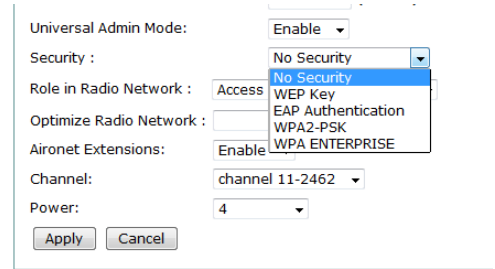 Universal Admin Mode: Enable
Security : No Security
No Security
WEP Key
EAP Authentication
WPA2-PSK
WPA ENTERPRISE
Role in Radio Network : Access
Optimize Radio Network :
Aironet Extensions: Enable
Channel: channel 11-2462
Power: 4
Apply Cancel